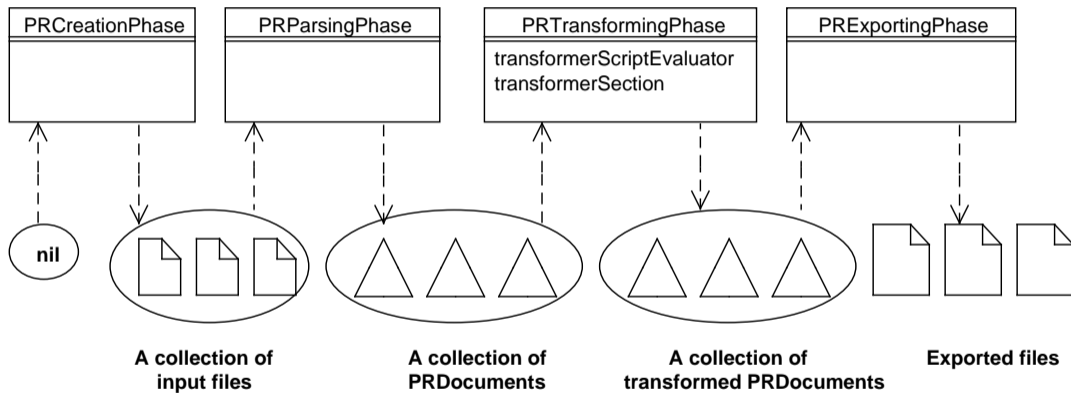 PRCreationPhase
PRParsingPhase
PRTransformingPhase
transformerScriptEvaluator
transformerSection
PRExportingPhase
nil
A collection of
input files
A collection of
PRDocuments
A collection of
transformed PRDocuments
Exported files